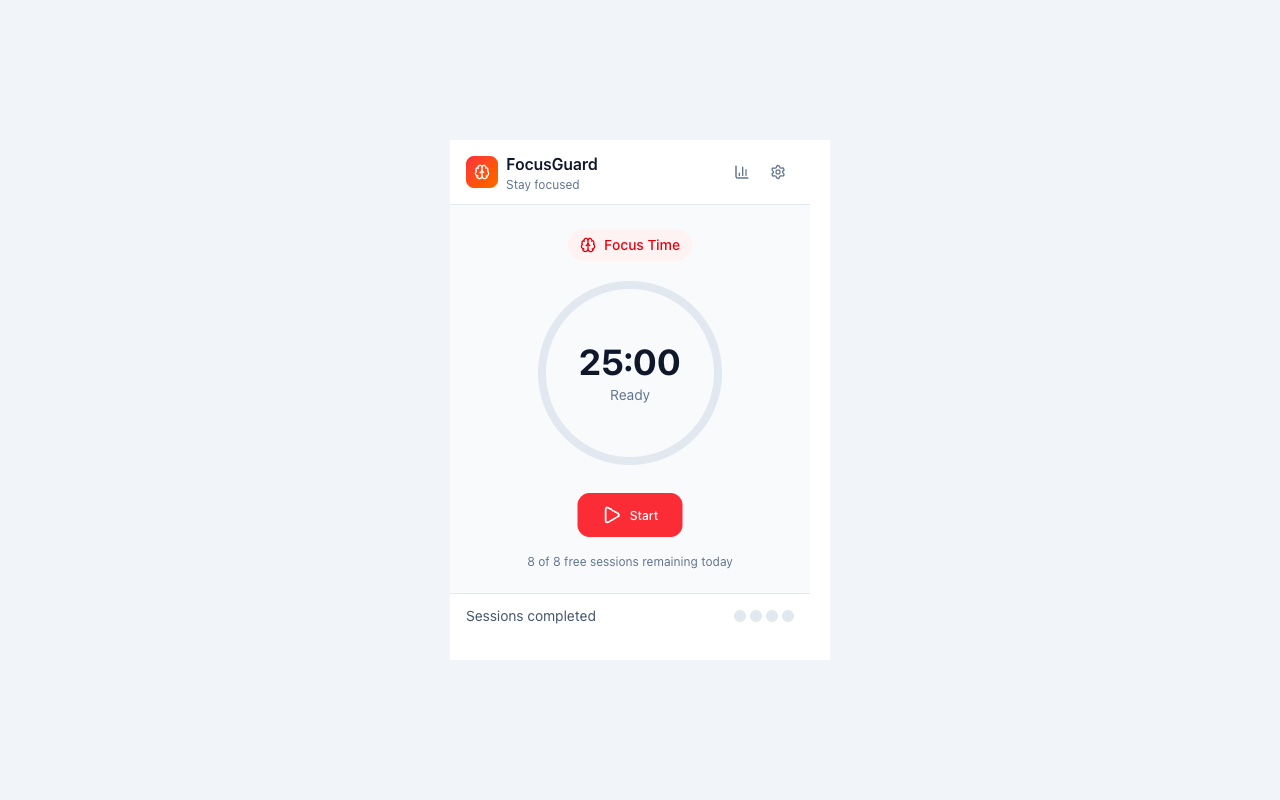 FocusGuard
Stay focused
Focus Time
25:00
Ready
Start
8 of 8 free sessions remaining today
Sessions completed